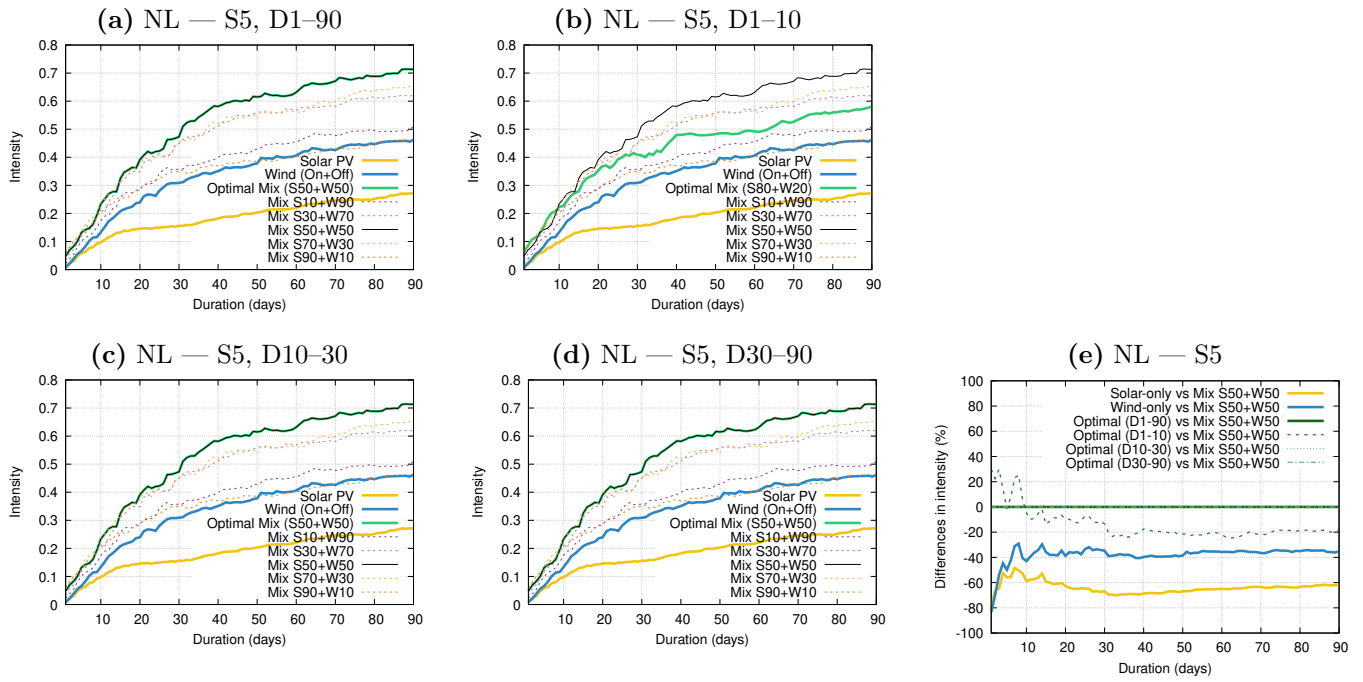 (a) NL — S5, D1–90
Intensity
0.8
0.7
0.6
0.5
0.4
0.3
0.2
0.1
0
Solar PV
Wind (On+Off)
Optimal Mix (S50+W50)
Mix S10+W90
Mix S30+W70
Mix S50+W50
Mix S70+W30
Mix S90+W10
10 20 30 40 50 60 70 80 90
Duration (days)
(b) NL — S5, D1–10
Intensity
0.8
0.7
0.6
0.5
0.4
0.3
0.2
0.1
0
Solar PV
Wind (On+Off)
Optimal Mix (S80+W20)
Mix S10+W90
Mix S30+W70
Mix S50+W50
Mix S70+W30
Mix S90+W10
10 20 30 40 50 60 70 80 90
Duration (days)
(c) NL — S5, D10–30
Intensity
0.8
0.7
0.6
0.5
0.4
0.3
0.2
0.1
0
Solar PV
Wind (On+Off)
Optimal Mix (S50+W50)
Mix S10+W90
Mix S30+W70
Mix S50+W50
Mix S70+W30
Mix S90+W10
10 20 30 40 50 60 70 80 90
Duration (days)
(d) NL — S5, D30–90
Intensity
0.8
0.7
0.6
0.5
0.4
0.3
0.2
0.1
0
Solar PV
Wind (On+Off)
Optimal Mix (S50+W50)
Mix S10+W90
Mix S30+W70
Mix S50+W50
Mix S70+W30
Mix S90+W10
10 20 30 40 50 60 70 80 90
Duration (days)
(e) NL — S5
Differences in intensity (%)
100
80
60
40
20
0
-20
-40
-60
-80
-100
Solar-only vs Mix S50+W50
Wind-only vs Mix S50+W50
Optimal (D1-90) vs Mix S50+W50
Optimal (D1-10) vs Mix S50+W50
Optimal (D10-30) vs Mix S50+W50
Optimal (D30-90) vs Mix S50+W50
10 20 30 40 50 60 70 80 90
Duration (days)